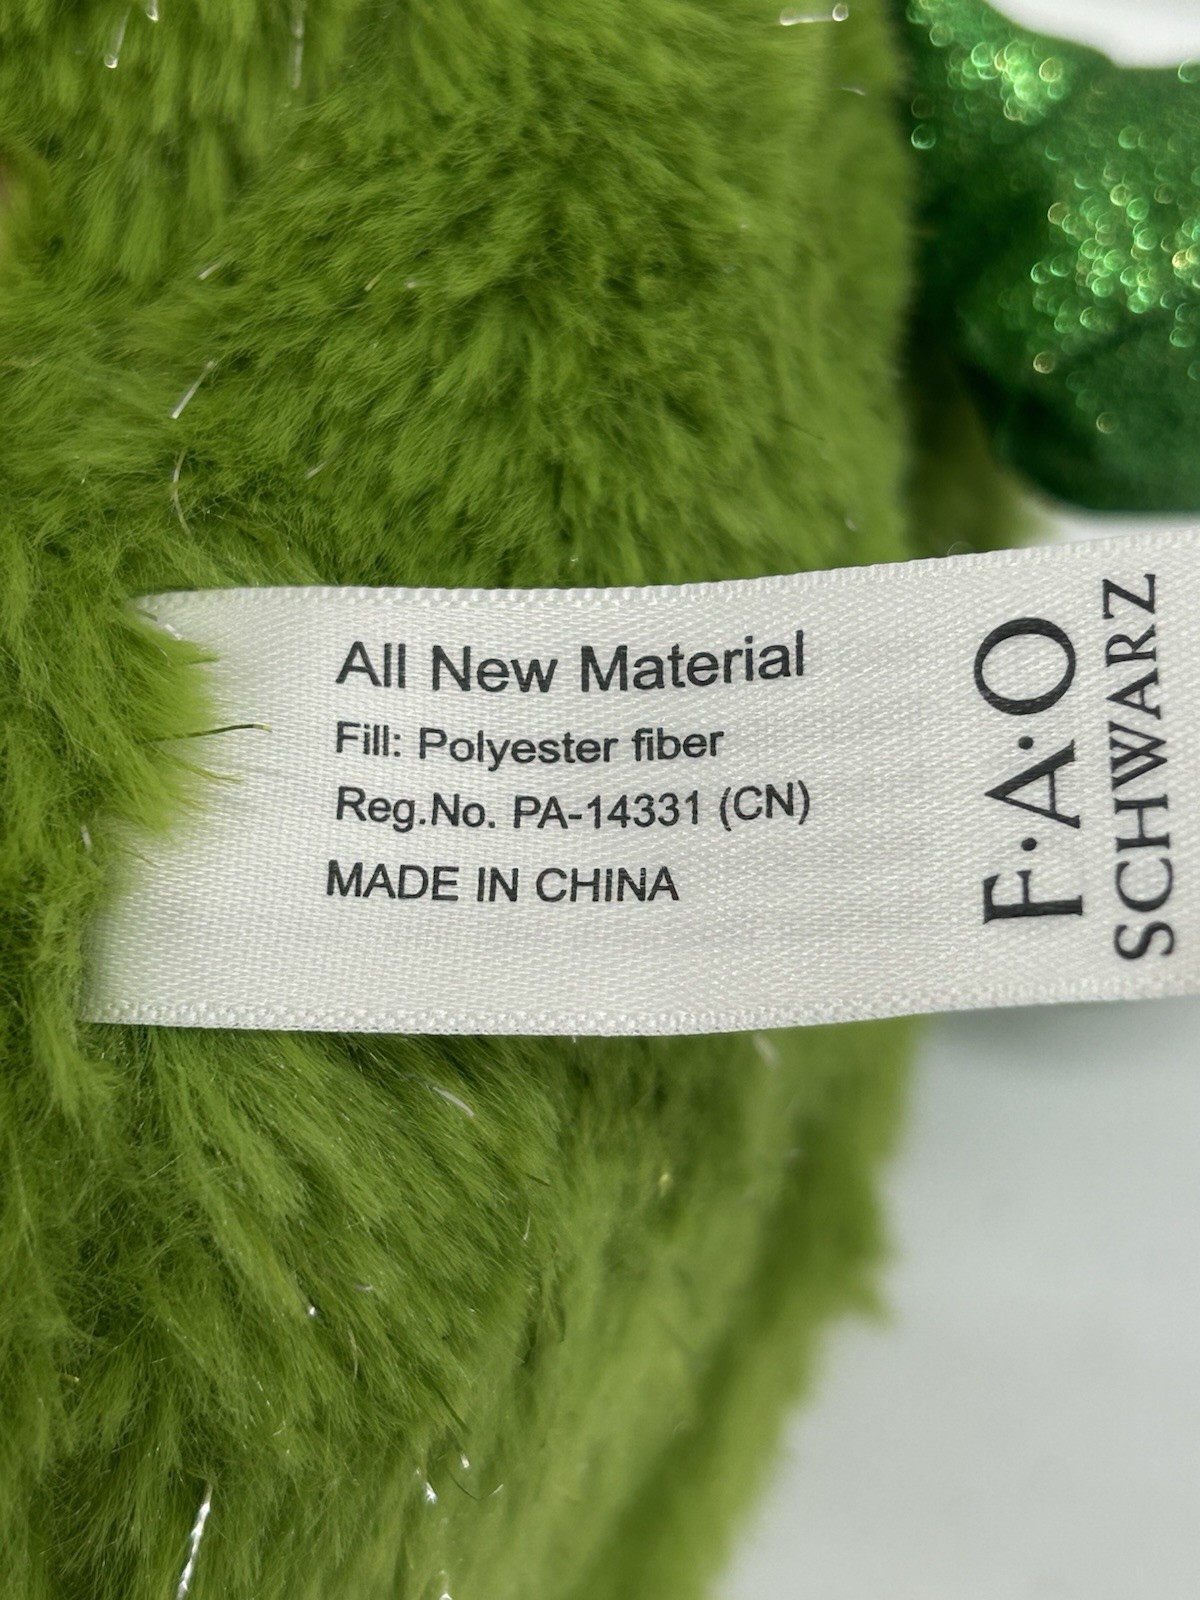 All New Material
Fill: Polyester fiber
Reg.No. PA-14331 (CN)
MADE IN CHINA
F·A·O
SCHWARZ